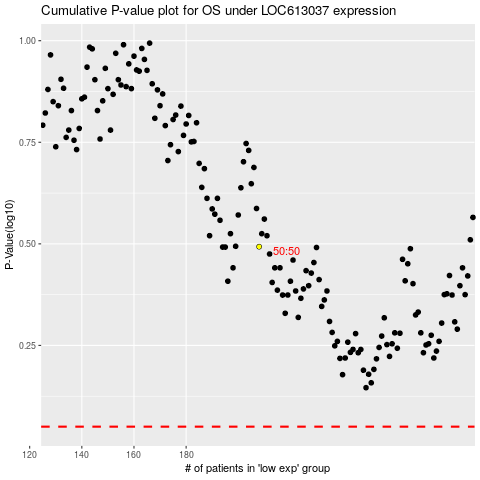 Cumulative P-value plot for OS under LOC613037 expression
P-Value(log10)
1.00
0.75
0.50
0.25
50:50
120 140 160 180
# of patients in 'low exp' group